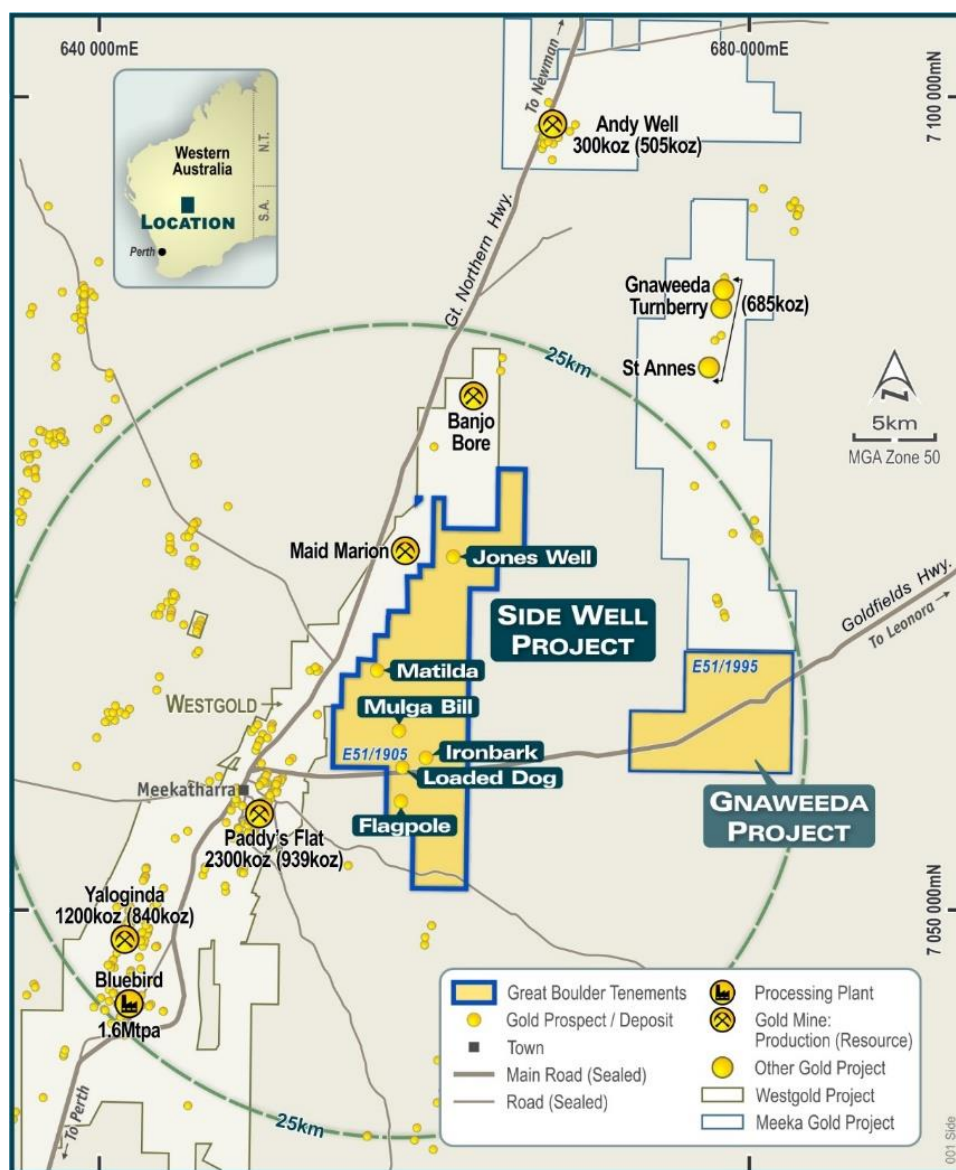 640 000mE
680 000mE
7 100 000mN
7 050 000mN
Western
Australia
N.T.
S.A.
LOCATION
Perth
To Newman
Andy Well
300koz (505koz)
Gt. Northern Hwy.
Gnaweeda
Turnberry
(685koz)
St Annes
25km
N
5km
MGA Zone 50
Banjo
Bore
Maid Marion
Jones Well
SIDE WELL
PROJECT
Goldfields Hwy.
To Leonora
Matilda
E51/1995
WESTGOLD
Mulga Bill
E51/1905
Ironbark
Loaded Dog
Meekatharra
Flagpole
GNAWEEDA
PROJECT
Paddy's Flat
2300koz (939koz)
Yaloginda
1200koz (840koz)
Bluebird
1.6Mtpa
To Perth
25km
Great Boulder Tenements
Gold Prospect / Deposit
Town
Main Road (Sealed)
Road (Sealed)
Processing Plant
Gold Mine:
Production (Resource)
Other Gold Project
Westgold Project
Meeka Gold Project
001 Side